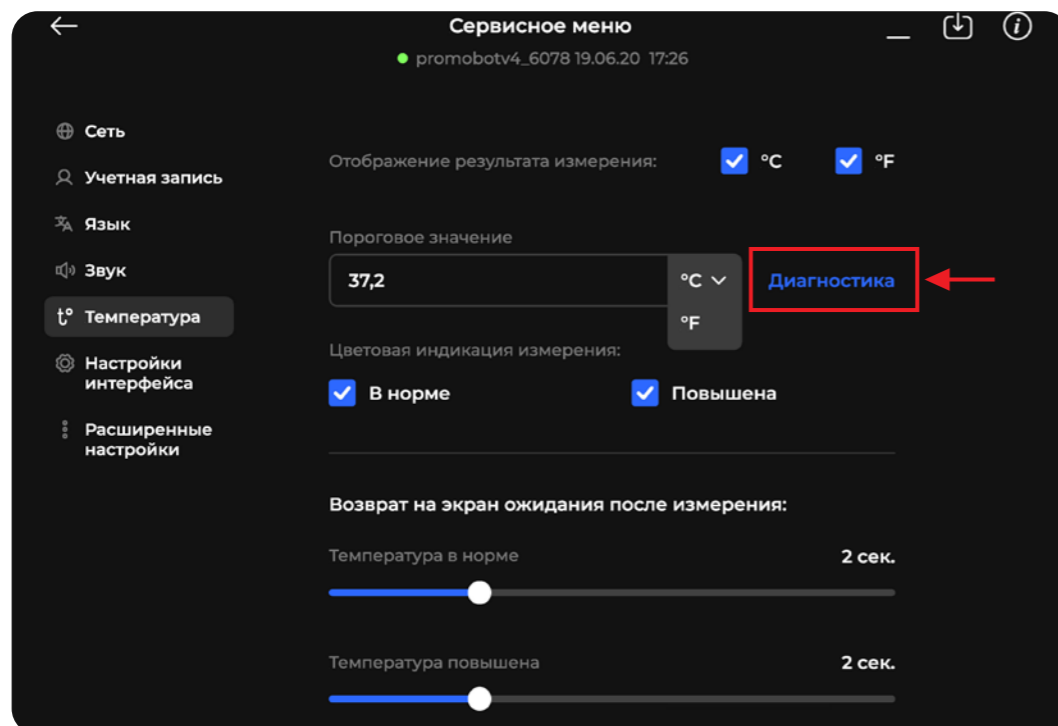 Сервисное меню
promobotv4_6078 19.06.20 17:26
Сеть
Учетная запись
Язык
Звук
t° Температура
Настройки
интерфейса
Расширенные
настройки
Отображение результата измерения: °C °F
Пороговое значение
37,2 °C Диагностика
°F
Цветовая индикация измерения:
В норме Повышена
Возврат на экран ожидания после измерения:
Температура в норме 2 сек.
Температура повышена 2 сек.